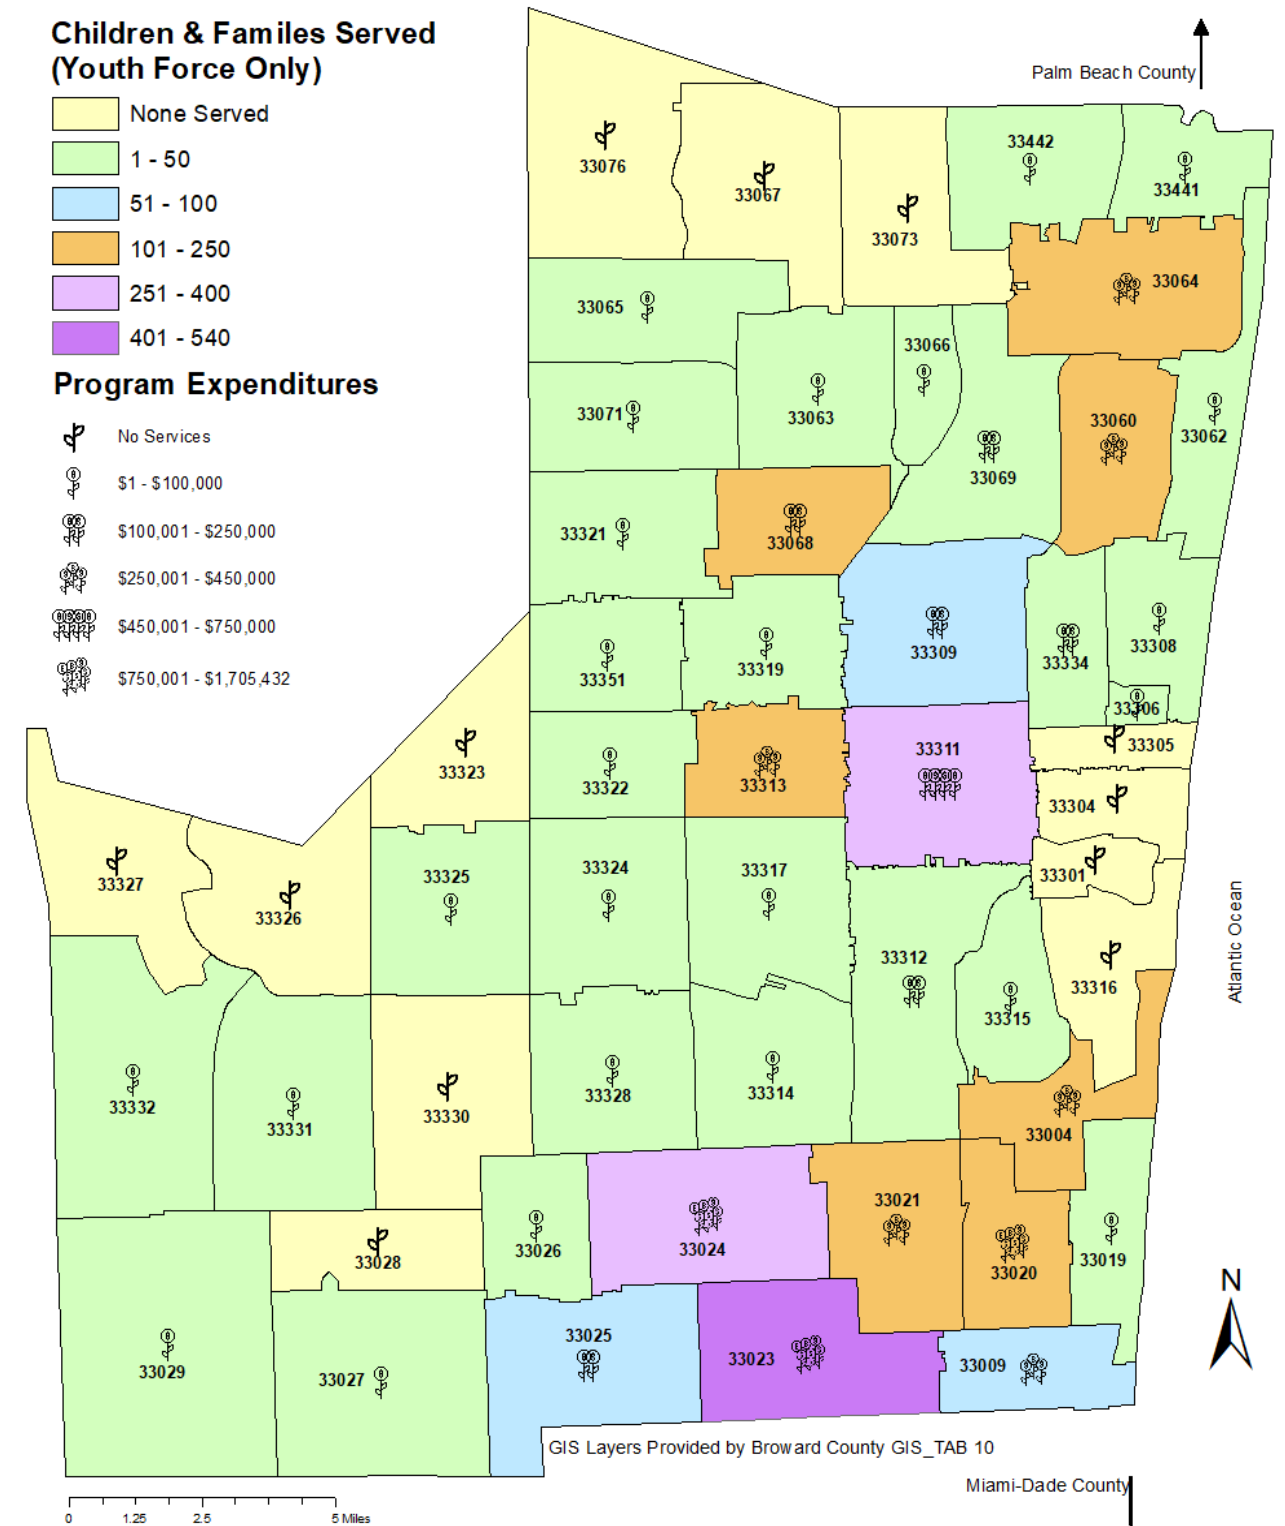 Children & Familes Served
(Youth Force Only)
None Served
1 - 50
51 - 100
101 - 250
251 - 400
401 - 540
Program Expenditures
No Services
$1 - $100,000
$100,001 - $250,000
$250,001 - $450,000
$450,001 - $750,000
$750,001 - $1,705,432
Palm Beach County
33076
33067
33073
33442
33441
33064
33065
33066
33071
33063
33069
33060
33062
33321
33068
33309
33334
33308
33351
33319
33306
33305
33323
33322
33313
33311
33304
33301
33327
33326
33325
33324
33317
33312
33315
33316
Atlantic Ocean
33332
33331
33330
33328
33314
33004
33026
33024
33021
33020
33019
33028
33029
33027
33025
33023
33009
N
GIS Layers Provided by Broward County GIS_TAB 10
Miami-Dade County
0 1.25 2.5 5 Miles